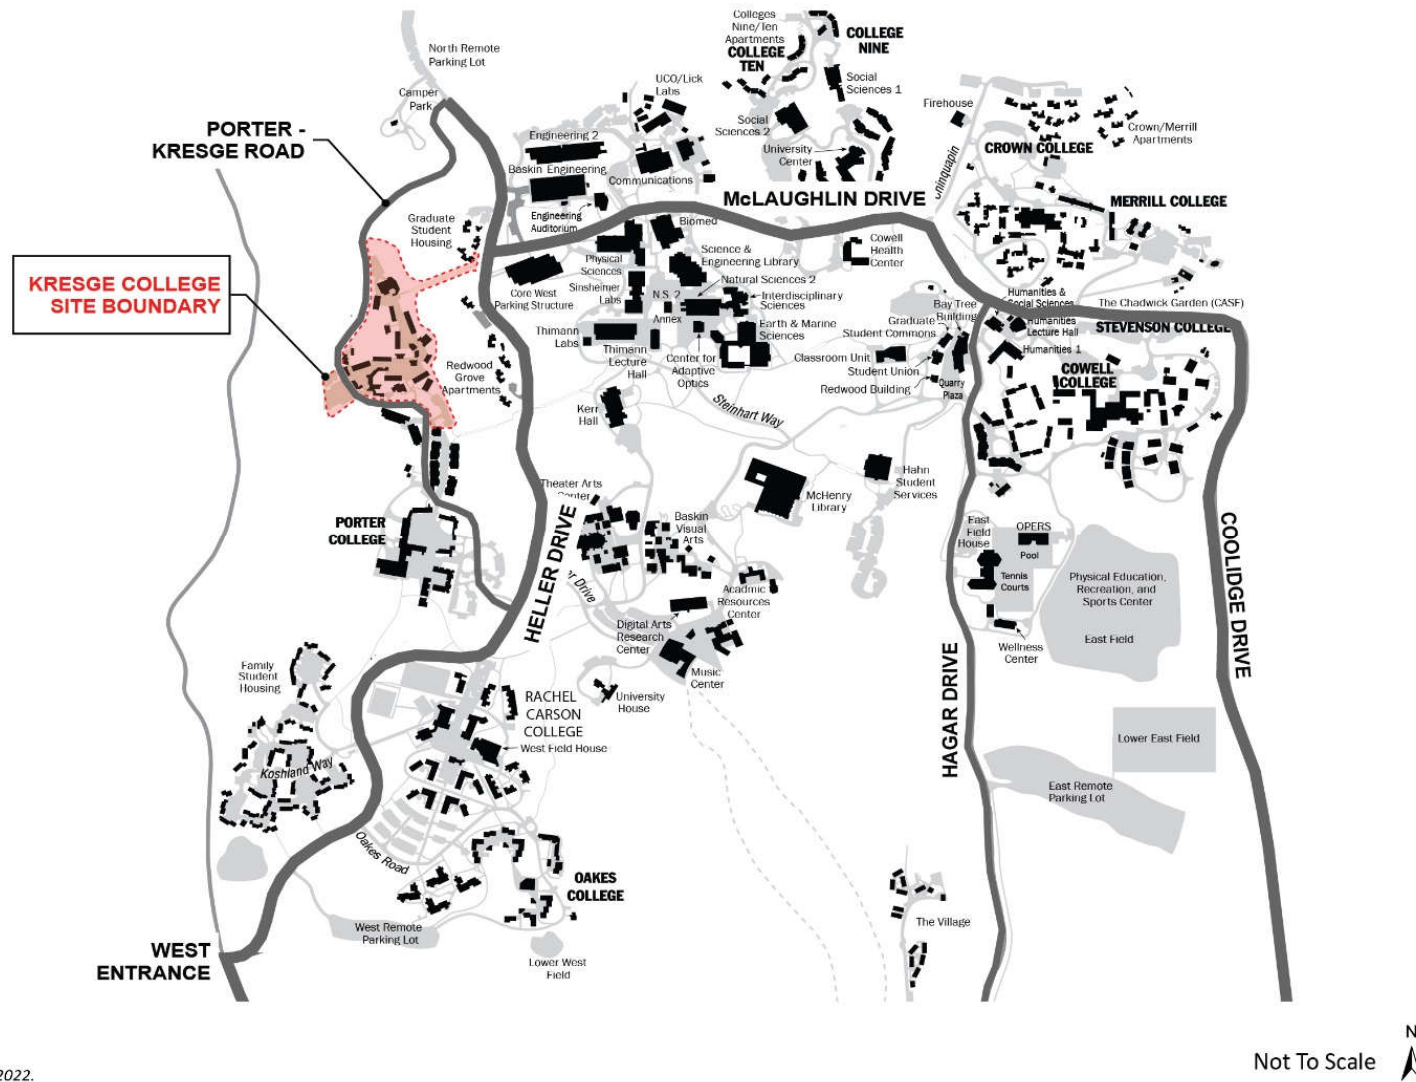 North Remote
Parking Lot
Camper
Park
PORTER -
KRESGE ROAD
KRESGE COLLEGE
SITE BOUNDARY
Graduate
Student
Housing
Engineering 2
Baskin Engineering
Engineering
Auditorium
UCO/Lick
Labs
Communications
Colleges
Nine/Ten
Apartments
COLLEGE
TEN
COLLEGE
NINE
Social
Sciences 1
Social
Sciences 2
University
Center
McLAUGHLIN DRIVE
Firehouse
CROWN COLLEGE
Crown/Merrill
Apartments
MERRILL COLLEGE
Biomed
Physical
Sciences
Sinsheimer
Labs
Core West
Parking Structure
Science &
Engineering Library
Natural Sciences 2
N.S. 2
Annex
Interdisciplinary
Sciences
Earth & Marine
Sciences
Thimann
Labs
Thimann
Lecture
Hall
Center for
Adaptive
Optics
Cowell
Health
Center
Bay Tree
Building
Graduate
Student Commons
Classroom Unit
Student Union
Redwood Building
Quarry
Plaza
Humanities &
Social Sciences
Humanities
Lecture Hall
Humanities 1
The Chadwick Garden (CASF)
STEVENSON COLLEGE
COWELL
COLLEGE
Redwood
Grove
Apartments
Kerr
Hall
Steinhart Way
McHenry
Library
Hahn
Student
Services
PORTER
COLLEGE
HELLER DRIVE
Theater Arts
Center
Baskin
Visual
Arts
Drive
Digital Arts
Research
Center
Acadmic
Resources
Center
Music
Center
University
House
East
Field
House
OPERS
Pool
Tennis
Courts
Wellness
Center
Physical Education,
Recreation, and
Sports Center
East Field
COOLIDGE DRIVE
HAGAR DRIVE
Lower East Field
East Remote
Parking Lot
The Village
Family
Student
Housing
Koshland Way
RACHEL
CARSON
COLLEGE
West Field House
Oakes Road
OAKES
COLLEGE
West Remote
Parking Lot
Lower West
Field
WEST
ENTRANCE
2022.
Not To Scale
N